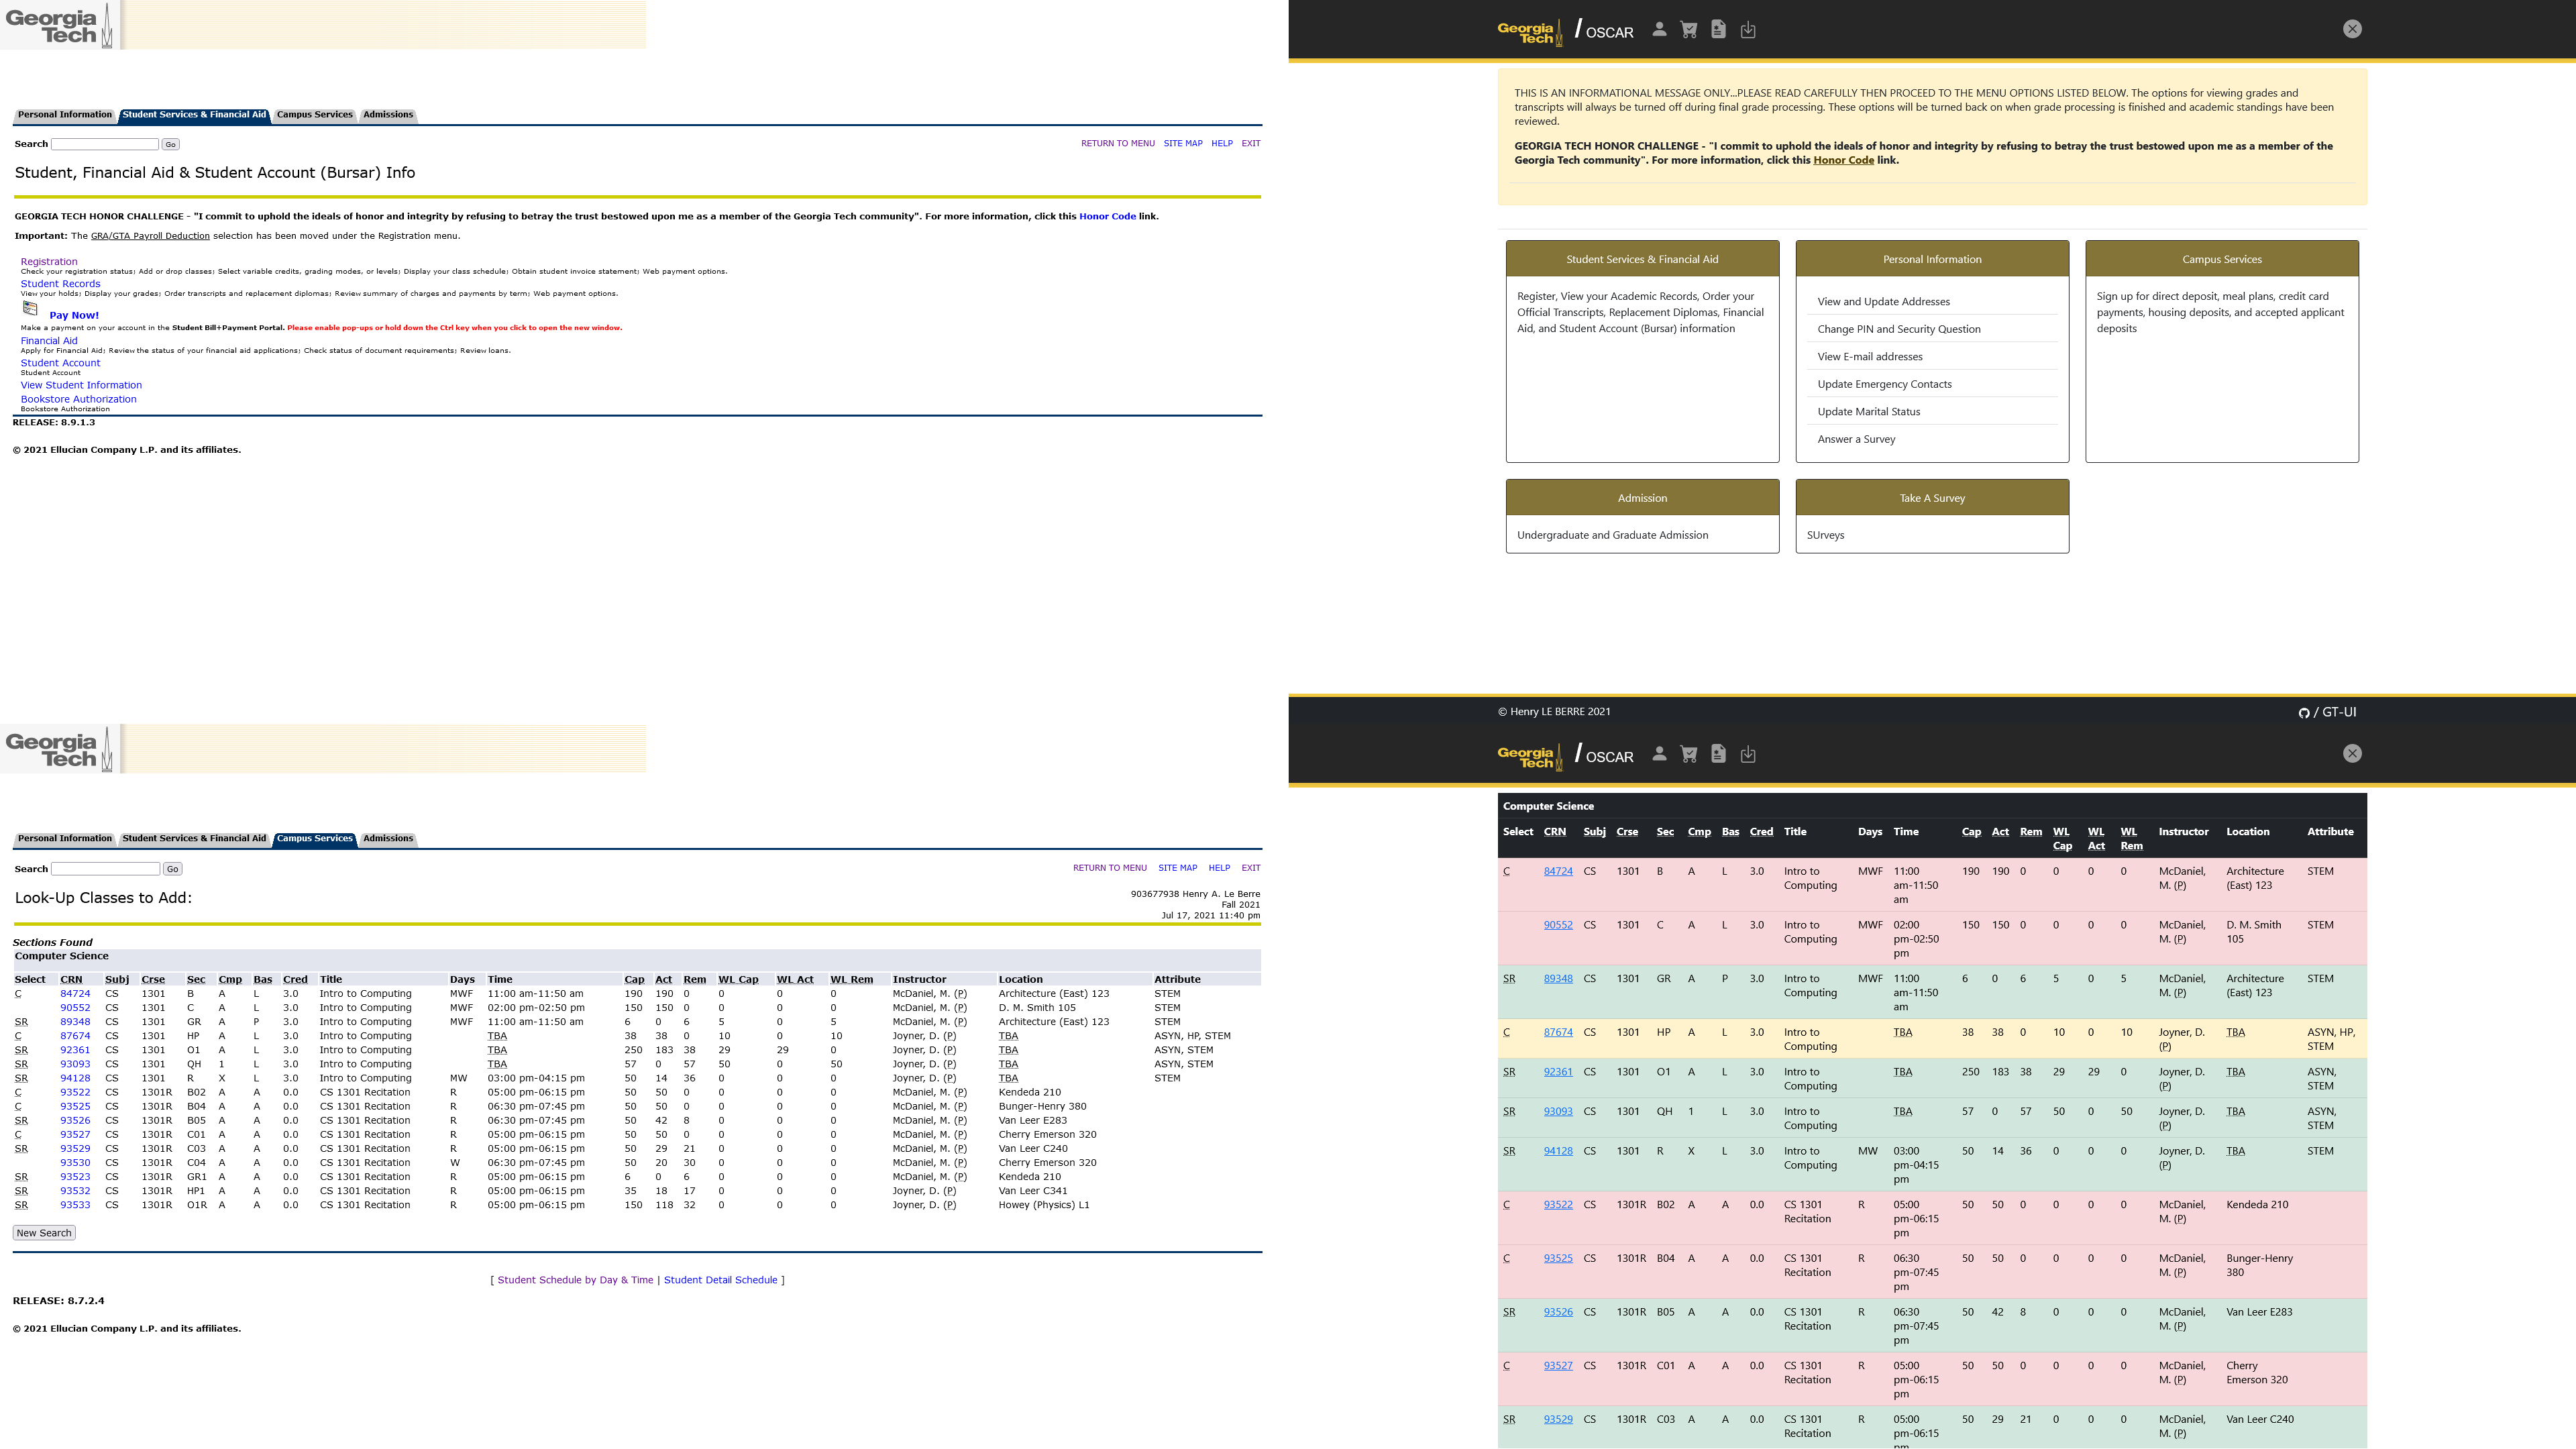 Georgia
Tech
Personal Information Student Services & Financial Aid Campus Services Admissions
Search Go RETURN TO MENU SITE MAP HELP EXIT
Student, Financial Aid & Student Account (Bursar) Info
GEORGIA TECH HONOR CHALLENGE - "I commit to uphold the ideals of honor and integrity by refusing to betray the trust bestowed upon me as a member of the Georgia Tech community". For more information, click this Honor Code link.
Important: The GRA/GTA Payroll Deduction selection has been moved under the Registration menu.
Registration
Check your registration status; Add or drop classes; Select variable credits, grading modes, or levels; Display your class schedule; Obtain student invoice statement; Web payment options.
Student Records
View your holds; Display your grades; Order transcripts and replacement diplomas; Review summary of charges and payments by term; Web payment options.
Pay Now!
Make a payment on your account in the Student Bill+Payment Portal. Please enable pop-ups or hold down the Ctrl key when you click to open the new window.
Financial Aid
Apply for Financial Aid; Review the status of your financial aid applications; Check status of document requirements; Review loans.
Student Account
Student Account
View Student Information
Bookstore Authorization
Bookstore Authorization
RELEASE: 8.9.1.3
© 2021 Ellucian Company L.P. and its affiliates.
Georgia
Tech / OSCAR
THIS IS AN INFORMATIONAL MESSAGE ONLY...PLEASE READ CAREFULLY THEN PROCEED TO THE MENU OPTIONS LISTED BELOW. The options for viewing grades and
transcripts will always be turned off during final grade processing. These options will be turned back on when grade processing is finished and academic standings have been
reviewed.
GEORGIA TECH HONOR CHALLENGE - "I commit to uphold the ideals of honor and integrity by refusing to betray the trust bestowed upon me as a member of the
Georgia Tech community". For more information, click this Honor Code link.
Student Services & Financial Aid
Register, View your Academic Records, Order your
Official Transcripts, Replacement Diplomas, Financial
Aid, and Student Account (Bursar) information
Personal Information
View and Update Addresses
Change PIN and Security Question
View E-mail addresses
Update Emergency Contacts
Update Marital Status
Answer a Survey
Campus Services
Sign up for direct deposit, meal plans, credit card
payments, housing deposits, and accepted applicant
deposits
Admission
Undergraduate and Graduate Admission
Take A Survey
SUrveys
© Henry LE BERRE 2021 / GT-UI
Georgia
Tech
Personal Information Student Services & Financial Aid Campus Services Admissions
Search Go RETURN TO MENU SITE MAP HELP EXIT
Look-Up Classes to Add:
903677938 Henry A. Le Berre
Fall 2021
Jul 17, 2021 11:40 pm
Sections Found
Computer Science
Select CRN Subj Crse Sec Cmp Bas Cred Title Days Time Cap Act Rem WL Cap WL Act WL Rem Instructor Location Attribute
C 84724 CS 1301 B A L 3.0 Intro to Computing MWF 11:00 am-11:50 am 190 190 0 0 0 0 McDaniel, M. (P) Architecture (East) 123 STEM
90552 CS 1301 C A L 3.0 Intro to Computing MWF 02:00 pm-02:50 pm 150 150 0 0 0 0 McDaniel, M. (P) D. M. Smith 105 STEM
SR 89348 CS 1301 GR A P 3.0 Intro to Computing MWF 11:00 am-11:50 am 6 0 6 5 0 5 McDaniel, M. (P) Architecture (East) 123 STEM
C 87674 CS 1301 HP A L 3.0 Intro to Computing TBA 38 38 0 10 0 10 Joyner, D. (P) TBA ASYN, HP, STEM
SR 92361 CS 1301 O1 A L 3.0 Intro to Computing TBA 250 183 38 29 29 0 Joyner, D. (P) TBA ASYN, STEM
SR 93093 CS 1301 QH 1 L 3.0 Intro to Computing TBA 57 0 57 50 0 50 Joyner, D. (P) TBA ASYN, STEM
SR 94128 CS 1301 R X L 3.0 Intro to Computing MW 03:00 pm-04:15 pm 50 14 36 0 0 0 Joyner, D. (P) TBA STEM
C 93522 CS 1301R B02 A A 0.0 CS 1301 Recitation R 05:00 pm-06:15 pm 50 50 0 0 0 0 McDaniel, M. (P) Kendeda 210
C 93525 CS 1301R B04 A A 0.0 CS 1301 Recitation R 06:30 pm-07:45 pm 50 50 0 0 0 0 McDaniel, M. (P) Bunger-Henry 380
SR 93526 CS 1301R B05 A A 0.0 CS 1301 Recitation R 06:30 pm-07:45 pm 50 42 8 0 0 0 McDaniel, M. (P) Van Leer E283
C 93527 CS 1301R C01 A A 0.0 CS 1301 Recitation R 05:00 pm-06:15 pm 50 50 0 0 0 0 McDaniel, M. (P) Cherry Emerson 320
SR 93529 CS 1301R C03 A A 0.0 CS 1301 Recitation R 05:00 pm-06:15 pm 50 29 21 0 0 0 McDaniel, M. (P) Van Leer C240
93530 CS 1301R C04 A A 0.0 CS 1301 Recitation W 06:30 pm-07:45 pm 50 20 30 0 0 0 McDaniel, M. (P) Cherry Emerson 320
SR 93523 CS 1301R GR1 A A 0.0 CS 1301 Recitation R 05:00 pm-06:15 pm 6 0 6 0 0 0 McDaniel, M. (P) Kendeda 210
SR 93532 CS 1301R HP1 A A 0.0 CS 1301 Recitation R 05:00 pm-06:15 pm 35 18 17 0 0 0 Joyner, D. (P) Van Leer C341
SR 93533 CS 1301R O1R A A 0.0 CS 1301 Recitation R 05:00 pm-06:15 pm 150 118 32 0 0 0 Joyner, D. (P) Howey (Physics) L1
New Search
[ Student Schedule by Day & Time | Student Detail Schedule ]
RELEASE: 8.7.2.4
© 2021 Ellucian Company L.P. and its affiliates.
Georgia
Tech / OSCAR
Computer Science
Select CRN Subj Crse Sec Cmp Bas Cred Title Days Time Cap Act Rem WL WL WL Instructor Location Attribute
Cap Act Rem
C 84724 CS 1301 B A L 3.0 Intro to MWF 11:00 190 190 0 0 0 0 McDaniel, Architecture STEM
Computing am-11:50 M. (P) (East) 123
am
90552 CS 1301 C A L 3.0 Intro to MWF 02:00 150 150 0 0 0 0 McDaniel, D. M. Smith STEM
Computing pm-02:50 M. (P) 105
pm
SR 89348 CS 1301 GR A P 3.0 Intro to MWF 11:00 6 0 6 5 0 5 McDaniel, Architecture STEM
Computing am-11:50 M. (P) (East) 123
am
C 87674 CS 1301 HP A L 3.0 Intro to TBA 38 38 0 10 0 10 Joyner, D. TBA ASYN, HP,
Computing (P) STEM
SR 92361 CS 1301 O1 A L 3.0 Intro to TBA 250 183 38 29 29 0 Joyner, D. TBA ASYN,
Computing (P) STEM
SR 93093 CS 1301 QH 1 L 3.0 Intro to TBA 57 0 57 50 0 50 Joyner, D. TBA ASYN,
Computing (P) STEM
SR 94128 CS 1301 R X L 3.0 Intro to MW 03:00 50 14 36 0 0 0 Joyner, D. TBA STEM
Computing pm-04:15 (P)
pm
C 93522 CS 1301R B02 A A 0.0 CS 1301 R 05:00 50 50 0 0 0 0 McDaniel, Kendeda 210
Recitation pm-06:15 M. (P)
pm
C 93525 CS 1301R B04 A A 0.0 CS 1301 R 06:30 50 50 0 0 0 0 McDaniel, Bunger-Henry
Recitation pm-07:45 M. (P) 380
pm
SR 93526 CS 1301R B05 A A 0.0 CS 1301 R 06:30 50 42 8 0 0 0 McDaniel, Van Leer E283
Recitation pm-07:45 M. (P)
pm
C 93527 CS 1301R C01 A A 0.0 CS 1301 R 05:00 50 50 0 0 0 0 McDaniel, Cherry
Recitation pm-06:15 M. (P) Emerson 320
pm
SR 93529 CS 1301R C03 A A 0.0 CS 1301 R 05:00 50 29 21 0 0 0 McDaniel, Van Leer C240
Recitation pm-06:15 M. (P)
pm